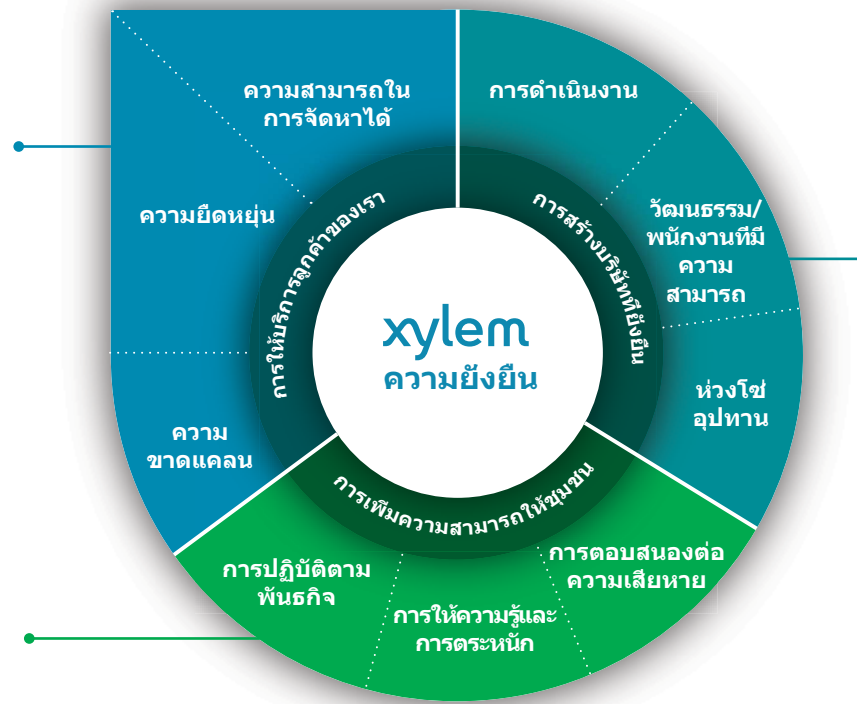 ความสามารถใน
การจัดหาได้
การดำเนินงาน
ความยืดหยุ่น
วัฒนธรรม/
พนักงานที่มี
ความ
สามารถ
การให้บริการลูกค้าของเรา
การสร้างบริษัทที่ยั่งยืน
xylem
ความยั่งยืน
ห่วงโซ่
อุปทาน
ความ
ขาดแคลน
การเพิ่มความสามารถให้ชุมชน
การตอบสนองต่อ
ความเสียหาย
การปฏิบัติตาม
พันธกิจ
การให้ความรู้และ
การตระหนัก